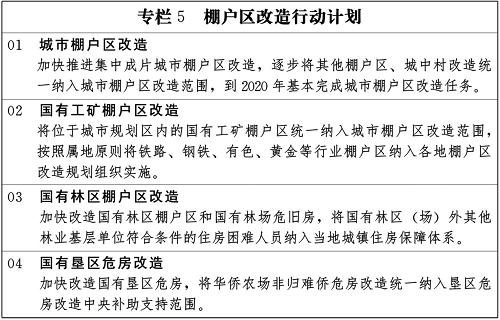 专栏 5 棚户区改造行动计划
01 城市棚户区改造
加快推进集中成片城市棚户区改造，逐步将其他棚户区、城中村改造统
一纳入城市棚户区改造范围，到 2020 年基本完成城市棚户区改造任务。
02 国有工矿棚户区改造
将位于城市规划区内的国有工矿棚户区统一纳入城市棚户区改造范围，
按照属地原则将铁路、钢铁、有色、黄金等行业棚户区纳入各地棚户区
改造规划组织实施。
03 国有林区棚户区改造
加快改造国有林区棚户区和国有林场危旧房，将国有林区（场）外其他
林业基层单位符合条件的住房困难人员纳入当地城镇住房保障体系。
04 国有垦区危房改造
加快改造国有垦区危房，将华侨农场非归难侨危房改造统一纳入垦区危
房改造中央补助支持范围。